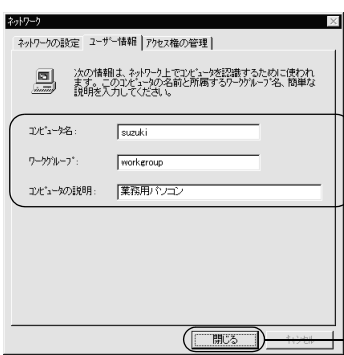 ネットワーク
ネットワークの設定 ユーザー情報 アクセス権の管理
次の情報は、ネットワーク上でコンピュータを認識するために使われ
ます。このコンピュータの名前と所属するワークグループ名、簡単な
説明を入力してください。
コンピュータ名: suzuki
ワークグループ: workgroup
コンピュータの説明: 業務用パソコン
閉じる キャンセル